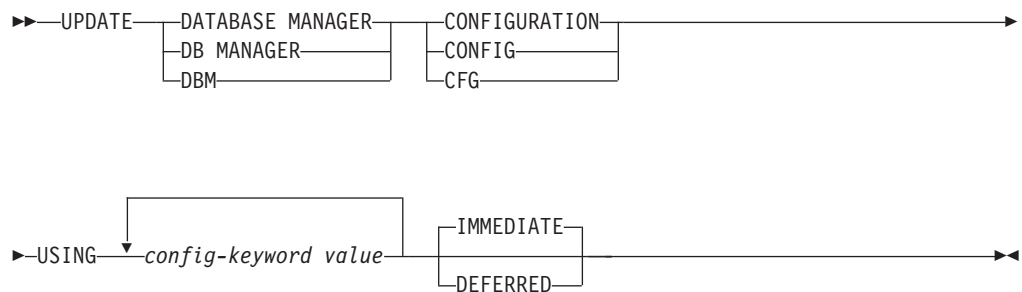 UPDATE DATABASE MANAGER CONFIGURATION
DB MANAGER CONFIG
DBM CFG
USING config-keyword value IMMEDIATE
DEFERRED